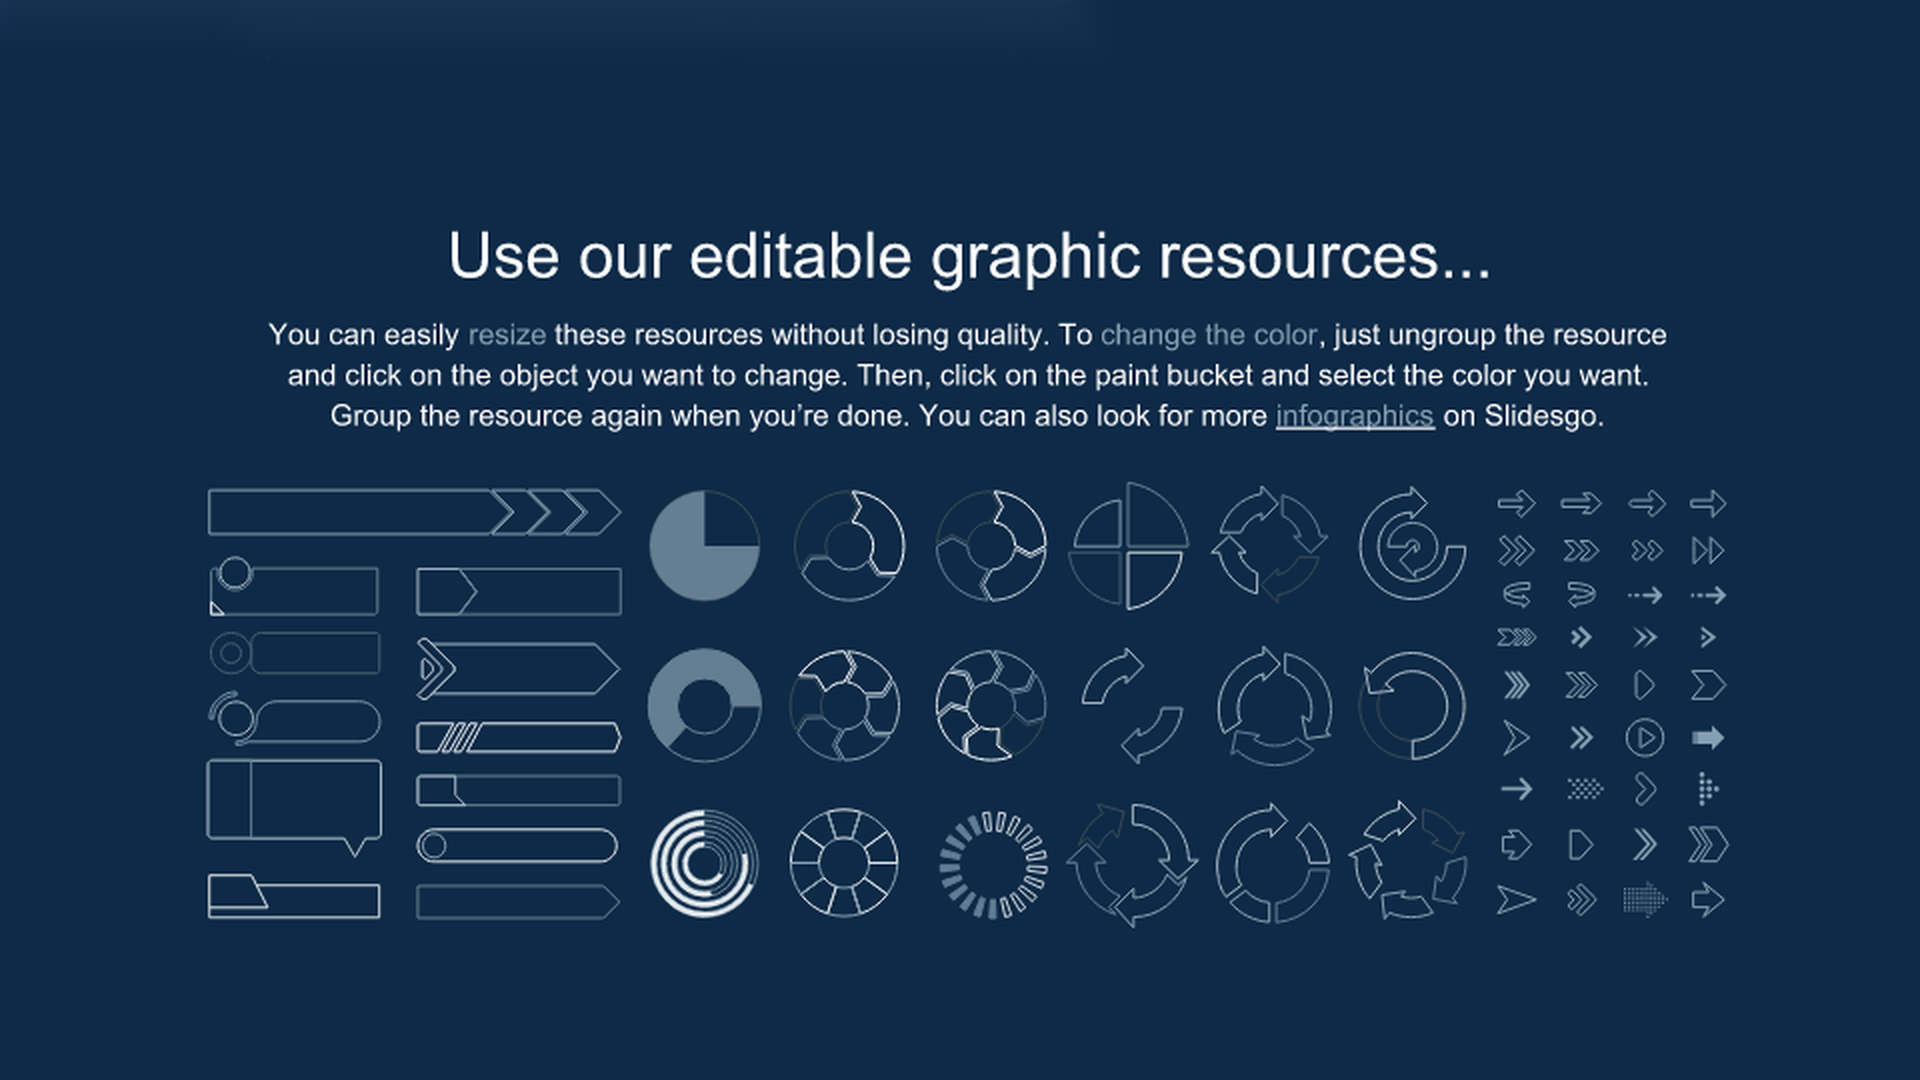 Use our editable graphic resources...
You can easily resize these resources without losing quality. To change the color, just ungroup the resource
and click on the object you want to change. Then, click on the paint bucket and select the color you want.
Group the resource again when you’re done. You can also look for more infographics on Slidesgo.